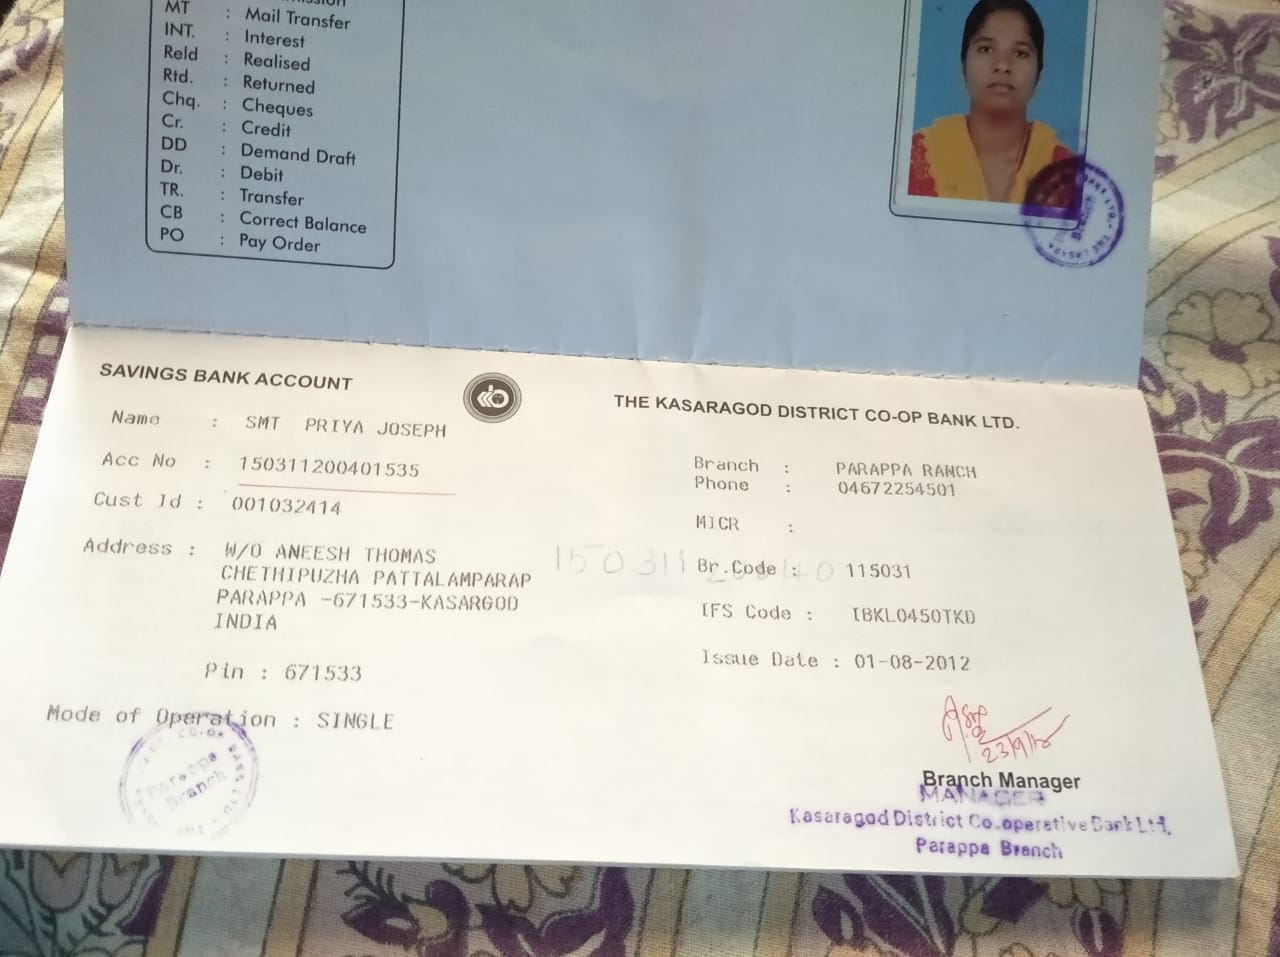 MT : Mail Transfer
INT. : Interest
Reld : Realised
Rtd. : Returned
Chq. : Cheques
Cr. : Credit
DD : Demand Draft
Dr. : Debit
TR. : Transfer
CB : Correct Balance
PO : Pay Order
SAVINGS BANK ACCOUNT
Name : SMT PRIYA JOSEPH
Acc No : 150311200401535
Cust Id : 001032414
Address : W/O ANEESH THOMAS
CHETHIPUZHA PATTALAMPARAP
PARAPPA -671533-KASARGOD
INDIA
Pin : 671533
Mode of Operation : SINGLE
Parappa
Branch
THE KASARAGOD DISTRICT CO-OP BANK LTD.
Branch : PARAPPA RANCH
Phone : 04672254501
MICR :
Br.Code : 115031
IFS Code : IBKL0450TKD
Issue Date : 01-08-2012
23/9/12
Branch Manager
MANAGER
Kasaragod District Co.operative Bank Ltd.
Parappa Branch